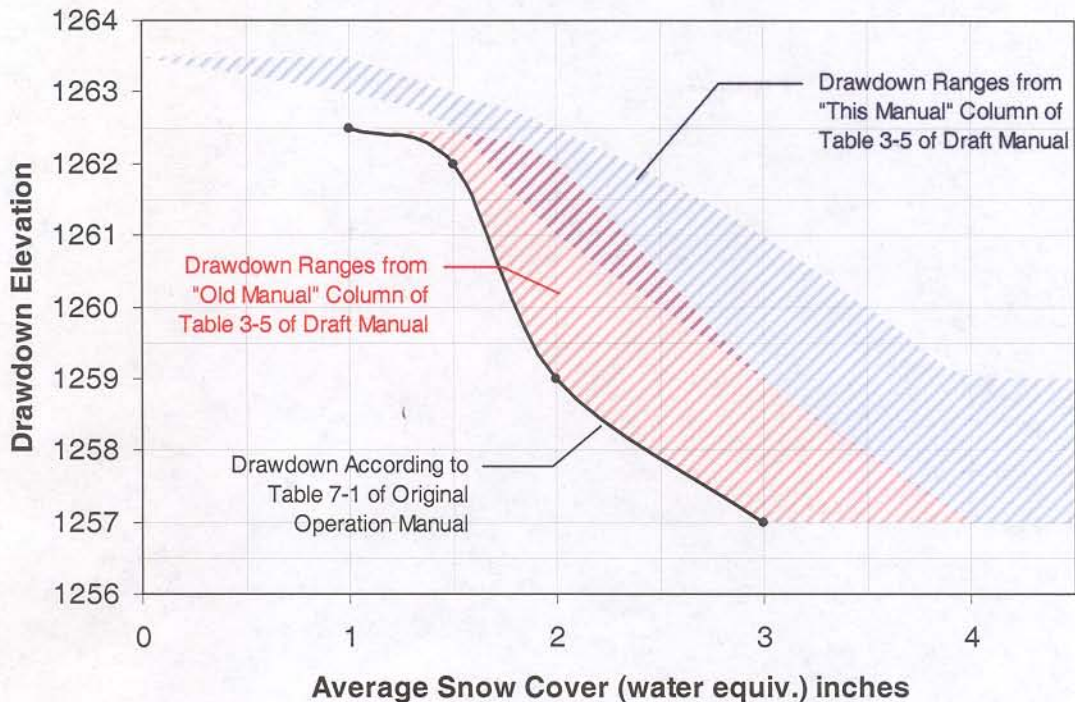 1264
1263
1262
1261
1260
1259
1258
1257
1256
Drawdown Elevation
Drawdown Ranges from
"This Manual" Column of
Table 3-5 of Draft Manual
Drawdown Ranges from
"Old Manual" Column of
Table 3-5 of Draft Manual
Drawdown According to
Table 7-1 of Original
Operation Manual
0 1 2 3 4
Average Snow Cover (water equiv.) inches